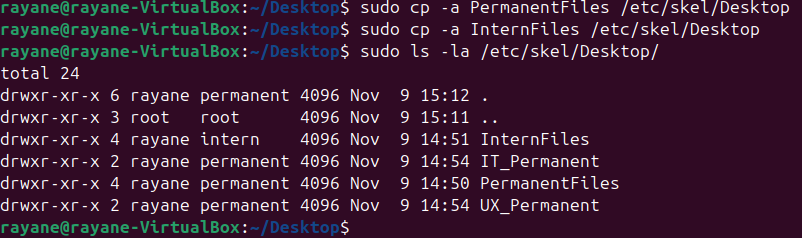 rayane@rayane-VirtualBox:~/Desktop$ sudo cp -a PermanentFiles /etc/skel/Desktop
rayane@rayane-VirtualBox:~/Desktop$ sudo cp -a InternFiles /etc/skel/Desktop
rayane@rayane-VirtualBox:~/Desktop$ sudo ls -la /etc/skel/Desktop/
total 24
drwxr-xr-x 6 rayane permanent 4096 Nov  9 15:12 .
drwxr-xr-x 3 root   root      4096 Nov  9 15:11 ..
drwxr-xr-x 4 rayane intern    4096 Nov  9 14:51 InternFiles
drwxr-xr-x 2 rayane permanent 4096 Nov  9 14:54 IT_Permanent
drwxr-xr-x 4 rayane permanent 4096 Nov  9 14:50 PermanentFiles
drwxr-xr-x 2 rayane permanent 4096 Nov  9 14:54 UX_Permanent
rayane@rayane-VirtualBox:~/Desktop$